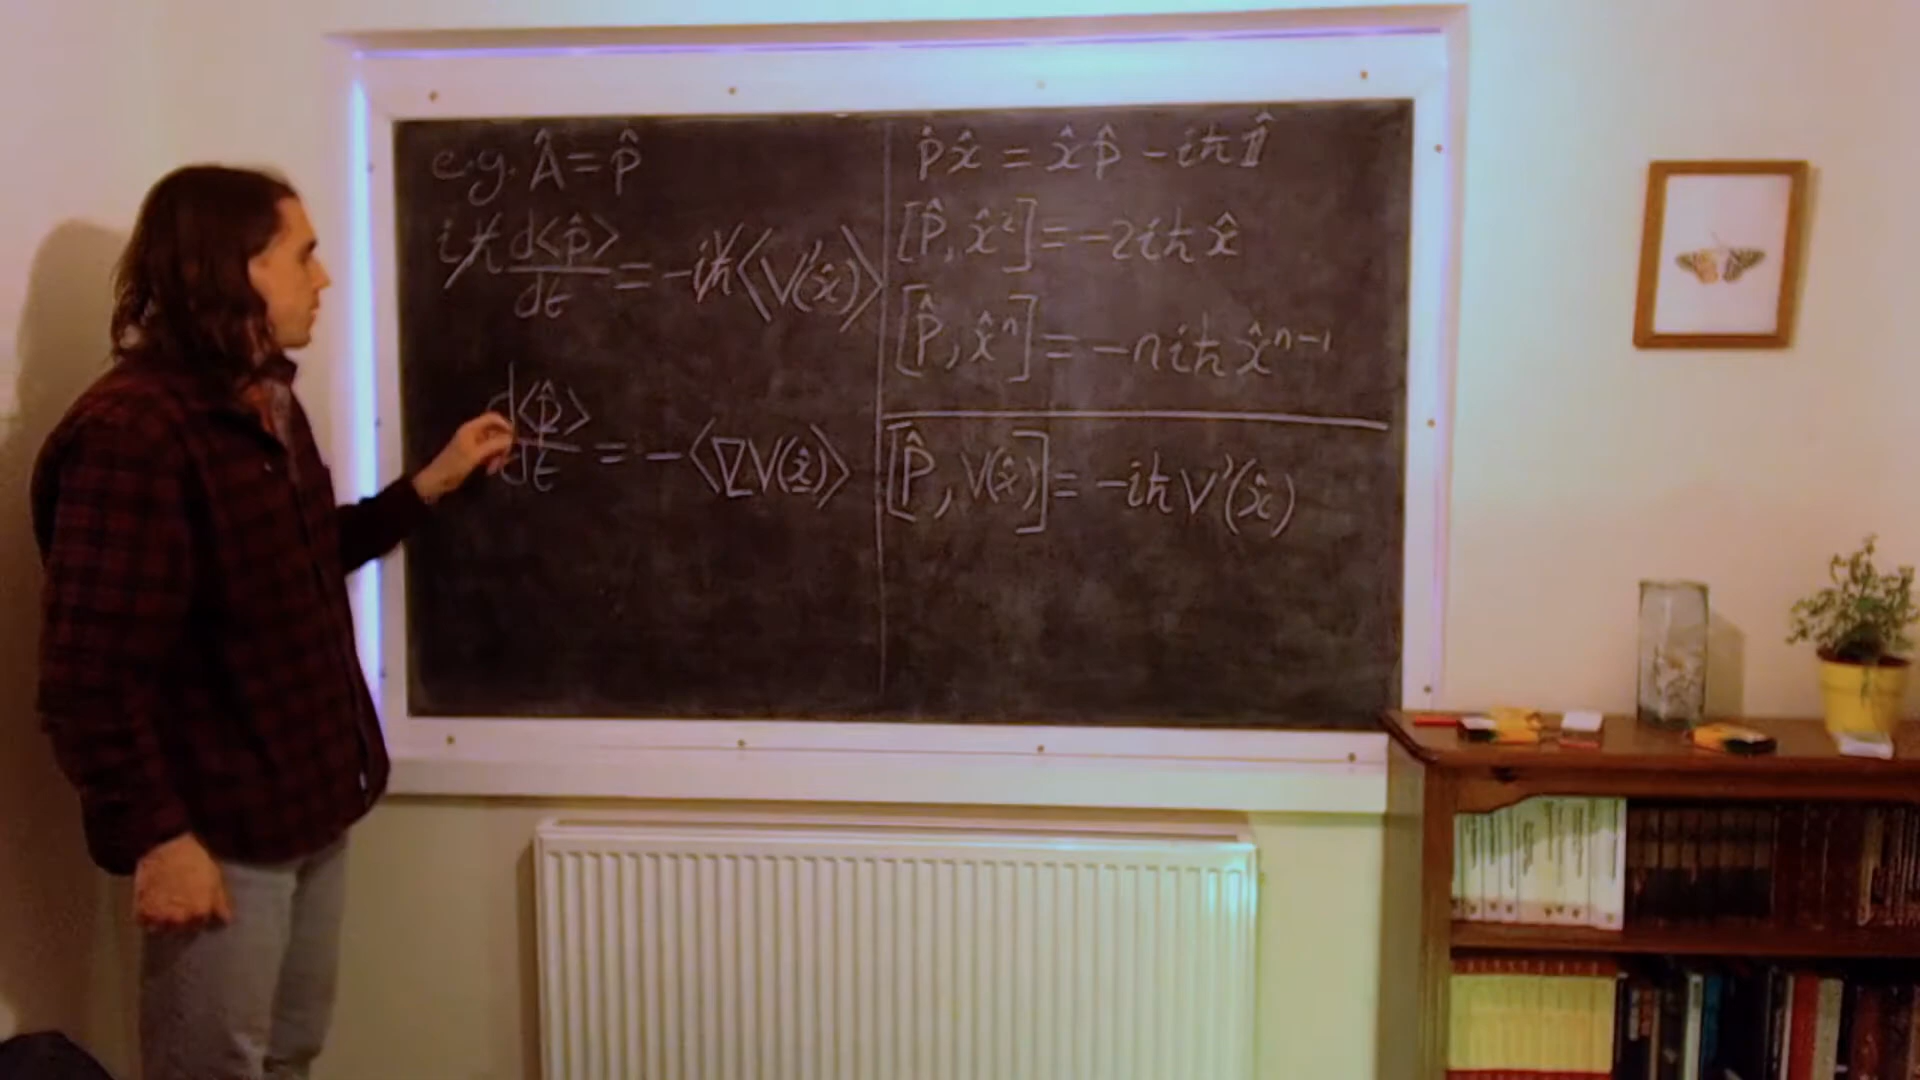 e.g. Â = p̂
iħ d<p̂>/dt = -iħ<V'(x̂)>
d<p̂>/dt = -<∇V(x̂)>
p̂x̂ = x̂p̂ - iħ𝟙̂
[p̂, x̂²] = -2iħx̂
[p̂, x̂ⁿ] = -niħx̂ⁿ⁻¹
[p̂, V(x̂)] = -iħV'(x̂)